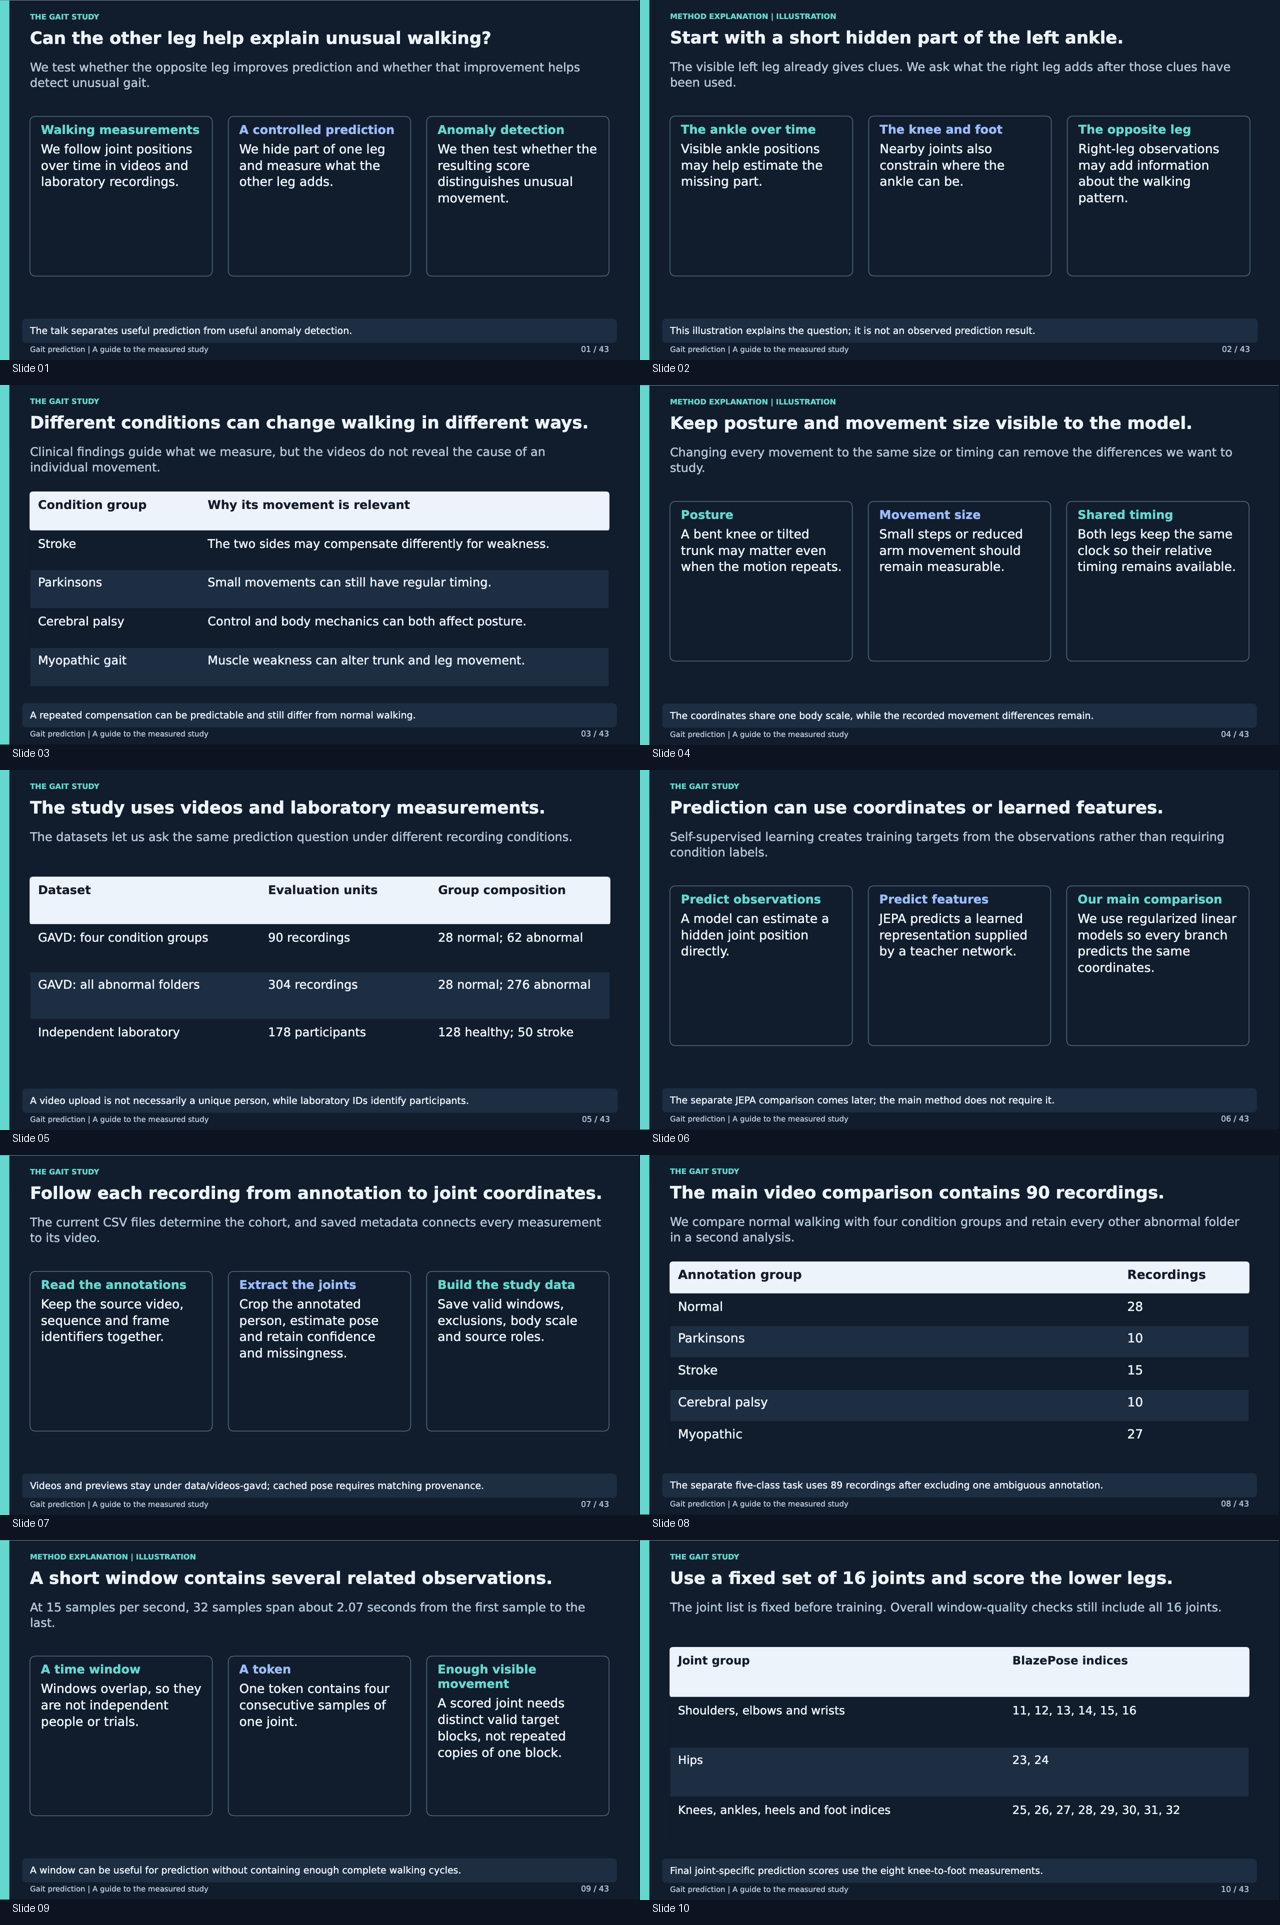 THE GAIT STUDY
Can the other leg help explain unusual walking?
We test whether the opposite leg improves prediction and whether that improvement helps
detect unusual gait.
Walking measurements
We follow joint positions
over time in videos and
laboratory recordings.
A controlled prediction
We hide part of one leg
and measure what the
other leg adds.
Anomaly detection
We then test whether the
resulting score
distinguishes unusual
movement.
The talk separates useful prediction from useful anomaly detection.
Gait prediction | A guide to the measured study
01 / 43
Slide 01
METHOD EXPLANATION | ILLUSTRATION
Start with a short hidden part of the left ankle.
The visible left leg already gives clues. We ask what the right leg adds after those clues have
been used.
The ankle over time
Visible ankle positions
may help estimate the
missing part.
The knee and foot
Nearby joints also
constrain where the
ankle can be.
The opposite leg
Right-leg observations
may add information
about the walking
pattern.
This illustration explains the question; it is not an observed prediction result.
Gait prediction | A guide to the measured study
02 / 43
Slide 02
THE GAIT STUDY
Different conditions can change walking in different ways.
Clinical findings guide what we measure, but the videos do not reveal the cause of an
individual movement.
Condition group
Why its movement is relevant
Stroke
The two sides may compensate differently for weakness.
Parkinsons
Small movements can still have regular timing.
Cerebral palsy
Control and body mechanics can both affect posture.
Myopathic gait
Muscle weakness can alter trunk and leg movement.
A repeated compensation can be predictable and still differ from normal walking.
Gait prediction | A guide to the measured study
03 / 43
Slide 03
METHOD EXPLANATION | ILLUSTRATION
Keep posture and movement size visible to the model.
Changing every movement to the same size or timing can remove the differences we want to
study.
Posture
A bent knee or tilted
trunk may matter even
when the motion repeats.
Movement size
Small steps or reduced
arm movement should
remain measurable.
Shared timing
Both legs keep the same
clock so their relative
timing remains available.
The coordinates share one body scale, while the recorded movement differences remain.
Gait prediction | A guide to the measured study
04 / 43
Slide 04
THE GAIT STUDY
The study uses videos and laboratory measurements.
The datasets let us ask the same prediction question under different recording conditions.
Dataset
Evaluation units
Group composition
GAVD: four condition groups
90 recordings
28 normal; 62 abnormal
GAVD: all abnormal folders
304 recordings
28 normal; 276 abnormal
Independent laboratory
178 participants
128 healthy; 50 stroke
A video upload is not necessarily a unique person, while laboratory IDs identify participants.
Gait prediction | A guide to the measured study
05 / 43
Slide 05
THE GAIT STUDY
Prediction can use coordinates or learned features.
Self-supervised learning creates training targets from the observations rather than requiring
condition labels.
Predict observations
A model can estimate a
hidden joint position
directly.
Predict features
JEPA predicts a learned
representation supplied
by a teacher network.
Our main comparison
We use regularized linear
models so every branch
predicts the same
coordinates.
The separate JEPA comparison comes later; the main method does not require it.
Gait prediction | A guide to the measured study
06 / 43
Slide 06
THE GAIT STUDY
Follow each recording from annotation to joint coordinates.
The current CSV files determine the cohort, and saved metadata connects every measurement
to its video.
Read the annotations
Keep the source video,
sequence and frame
identifiers together.
Extract the joints
Crop the annotated
person, estimate pose
and retain confidence
and missingness.
Build the study data
Save valid windows,
exclusions, body scale
and source roles.
Videos and previews stay under data/videos-gavd; cached pose requires matching provenance.
Gait prediction | A guide to the measured study
07 / 43
Slide 07
THE GAIT STUDY
The main video comparison contains 90 recordings.
We compare normal walking with four condition groups and retain every other abnormal folder
in a second analysis.
Annotation group
Recordings
Normal
28
Parkinsons
10
Stroke
15
Cerebral palsy
10
Myopathic
27
The separate five-class task uses 89 recordings after excluding one ambiguous annotation.
Gait prediction | A guide to the measured study
08 / 43
Slide 08
METHOD EXPLANATION | ILLUSTRATION
A short window contains several related observations.
At 15 samples per second, 32 samples span about 2.07 seconds from the first sample to the
last.
A time window
Windows overlap, so they
are not independent
people or trials.
A token
One token contains four
consecutive samples of
one joint.
Enough visible
movement
A scored joint needs
distinct valid target
blocks, not repeated
copies of one block.
A window can be useful for prediction without containing enough complete walking cycles.
Gait prediction | A guide to the measured study
09 / 43
Slide 09
THE GAIT STUDY
Use a fixed set of 16 joints and score the lower legs.
The joint list is fixed before training. Overall window-quality checks still include all 16 joints.
Joint group
BlazePose indices
Shoulders, elbows and wrists
11, 12, 13, 14, 15, 16
Hips
23, 24
Knees, ankles, heels and foot indices
25, 26, 27, 28, 29, 30, 31, 32
Final joint-specific prediction scores use the eight knee-to-foot measurements.
Gait prediction | A guide to the measured study
10 / 43
Slide 10